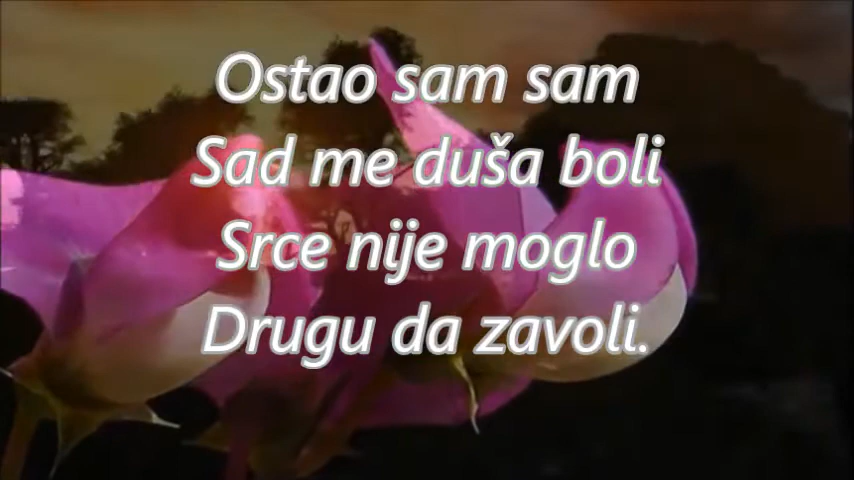 Ostao sam sam
Sad me duša boli
Srce nije moglo
Drugu da zavoli.